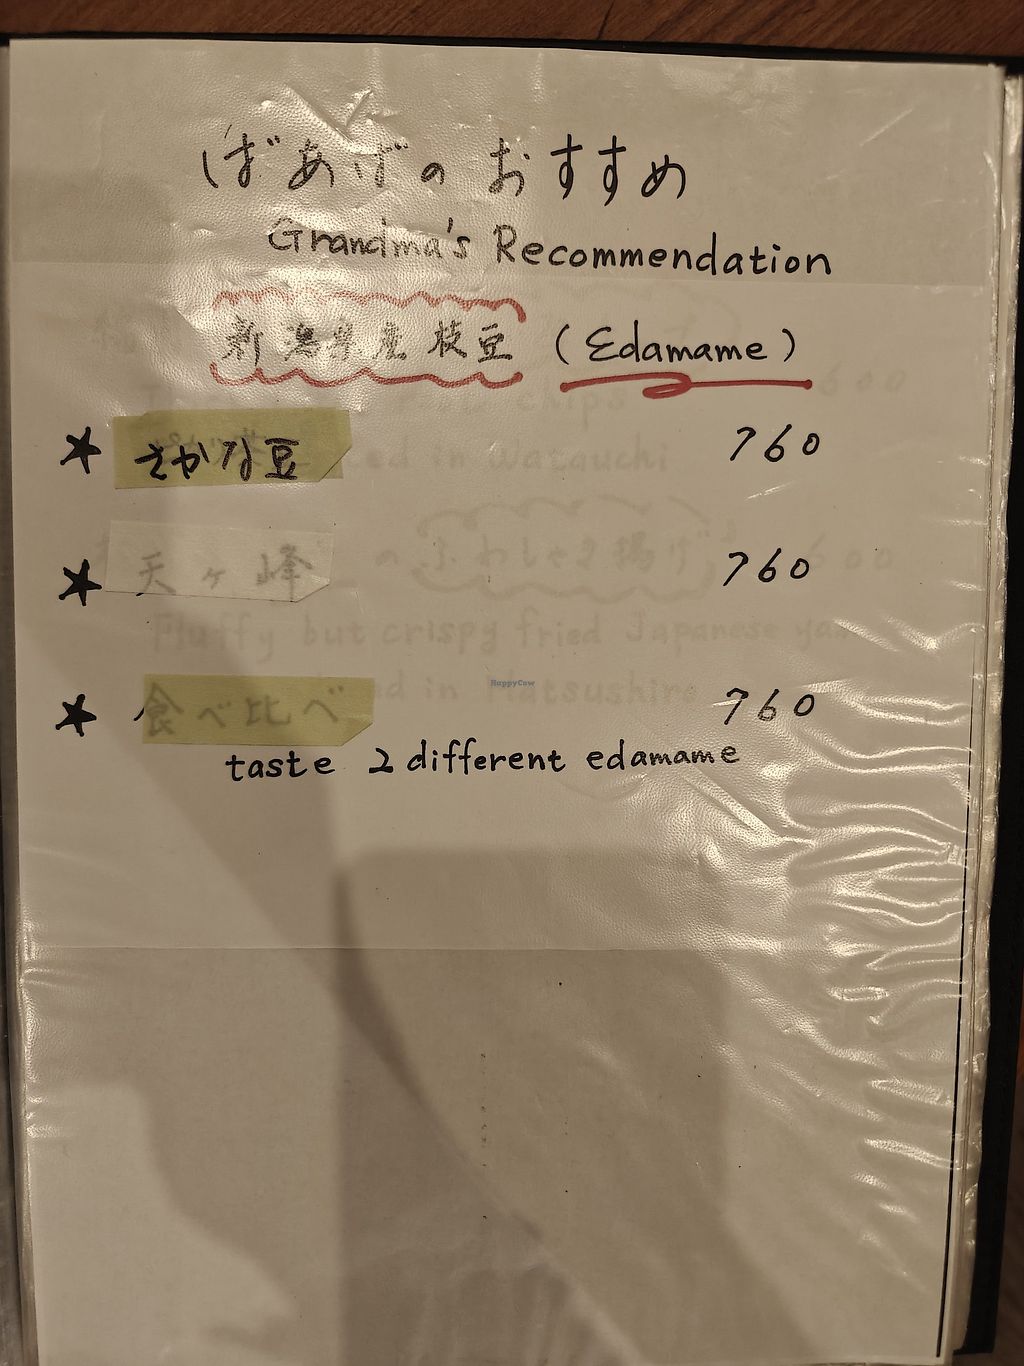 ばあばのおすすめ
Grandma's Recommendation
新潟県産枝豆 (Edamame)
★ さかな豆 760
★ 天ヶ峰 760
★ 食べ比べ 760
taste 2 different edamame
HappyCow